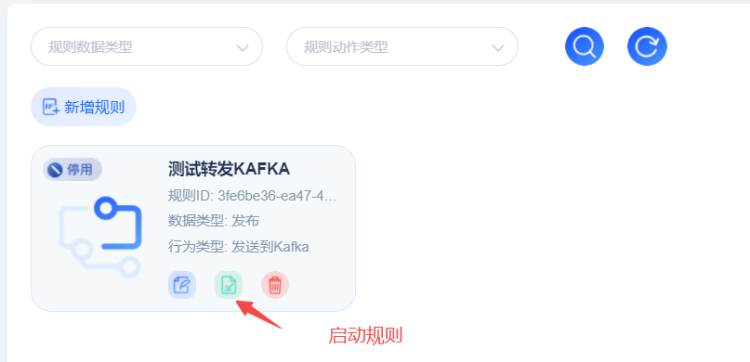 规则数据类型
规则动作类型
新增规则
停用
测试转发KAFKA
规则ID: 3fe6be36-ea47-4...
数据类型: 发布
行为类型: 发送到Kafka
启动规则